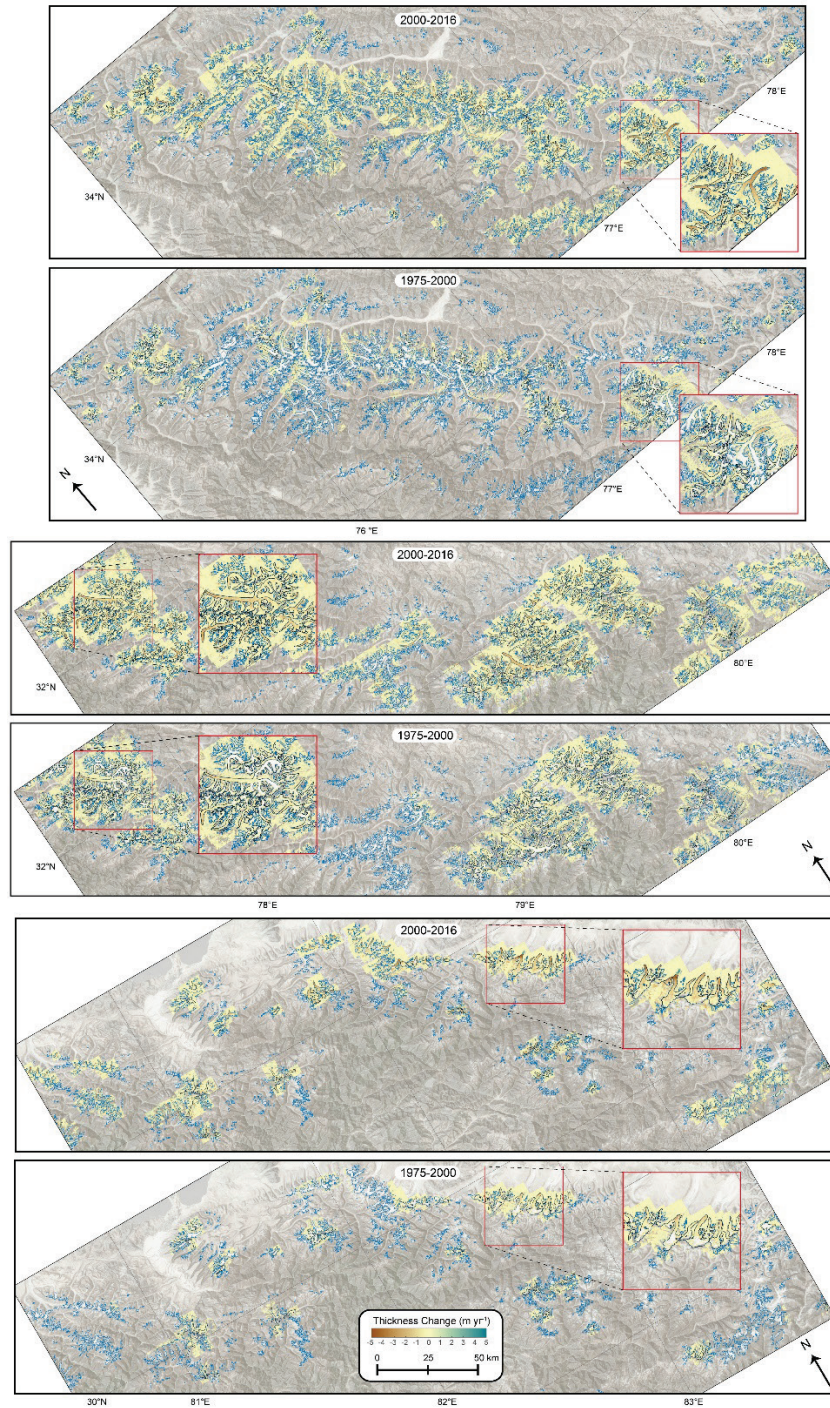 2000-2016
78°E
34°N
77°E
1975-2000
78°E
34°N
77°E
N
76 °E
2000-2016
32°N
80°E
1975-2000
32°N
80°E
N
78°E
79°E
2000-2016
1975-2000
Thickness Change (m yr⁻¹)
-5 -4 -3 -2 -1 0 1 2 3 4 5
0 25 50 km
N
30°N
81°E
82°E
83°E